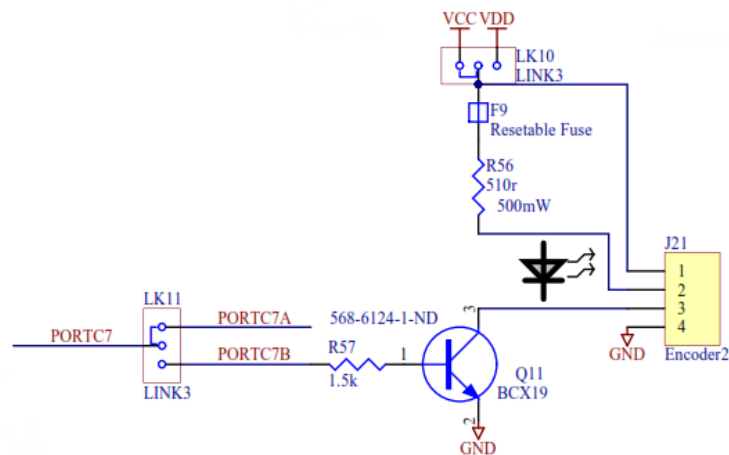 VCC VDD
LK10
LINK3
F9
Resetable Fuse
R56
510r
500mW
J21
1
2
3
4
GND
Encoder2
LK11
PORTC7A
568-6124-1-ND
3
PORTC7
PORTC7B
R57
1
1.5k
LINK3
Q11
BCX19
2
GND